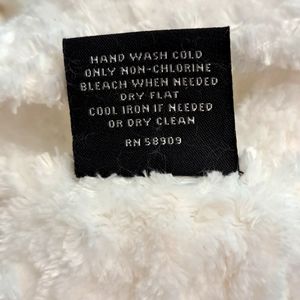 HAND WASH COLD
ONLY NON-CHLORINE
BLEACH WHEN NEEDED
DRY FLAT
COOL IRON IF NEEDED
OR DRY CLEAN
RN 58909